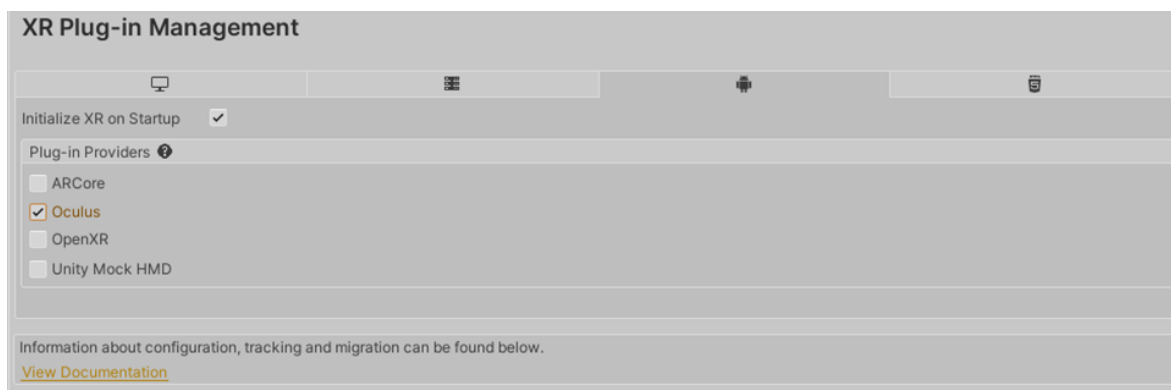 XR Plug-in Management
Initialize XR on Startup
Plug-in Providers
ARCore
Oculus
OpenXR
Unity Mock HMD
Information about configuration, tracking and migration can be found below.
View Documentation